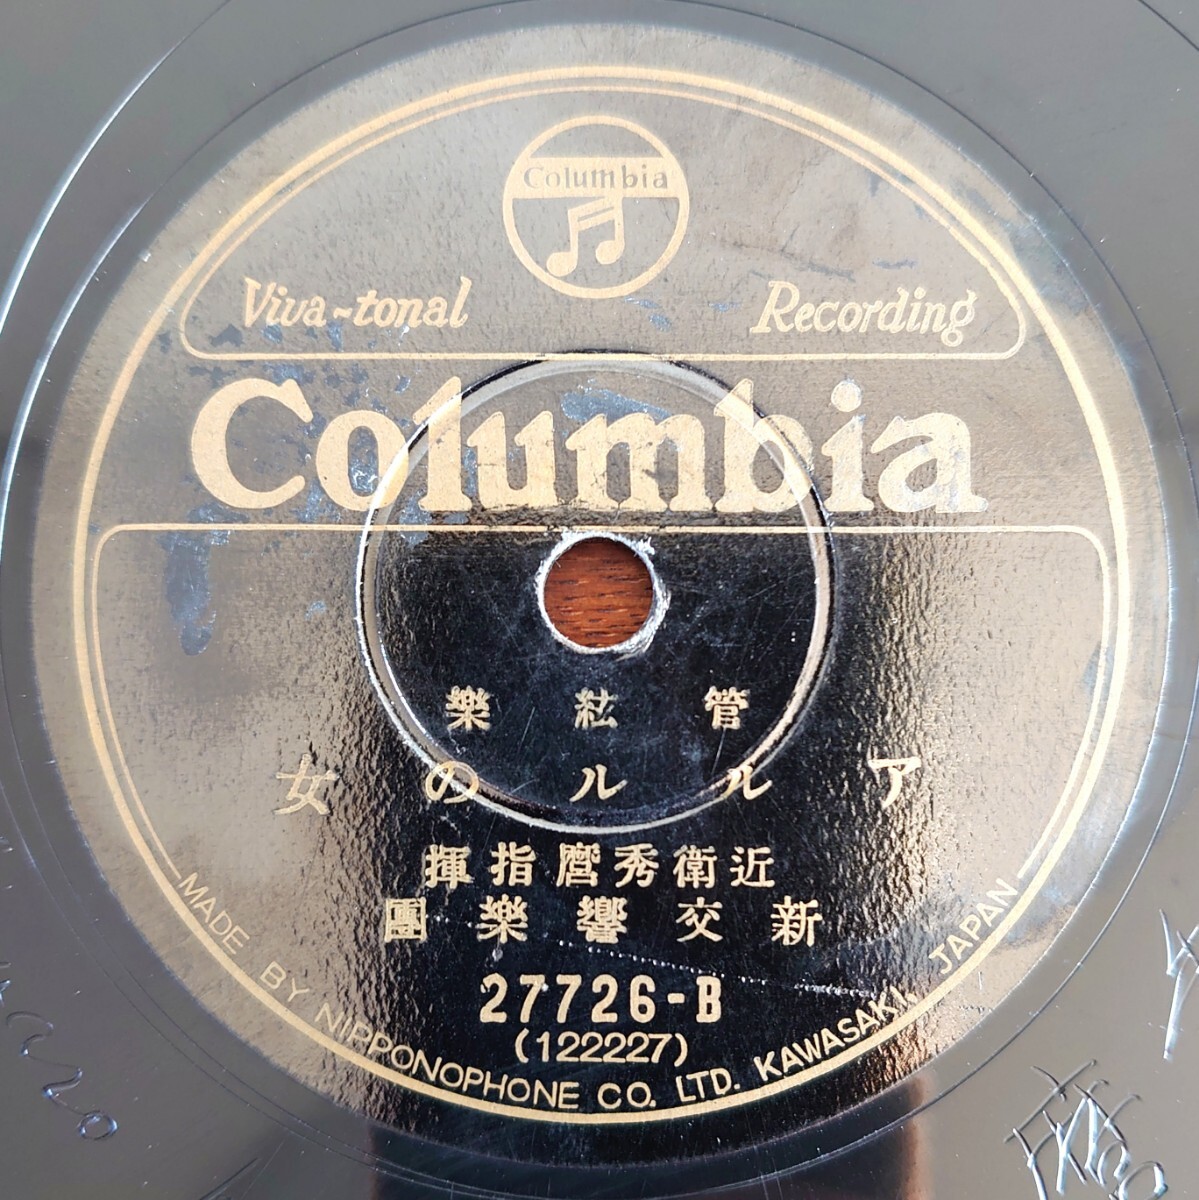 Columbia
Viva-tonal Recording
Columbia
管絃樂
アルルの女
近衛秀麿指揮
新交響樂團
27726-B
(122227)
MADE BY NIPPONOPHONE CO. LTD. KAWASAKI, JAPAN